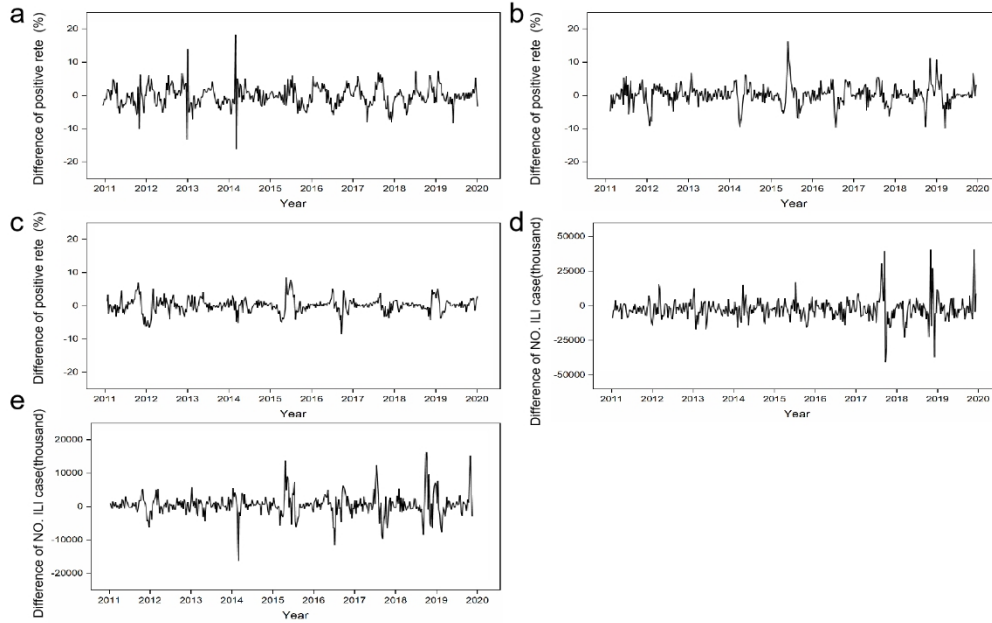 a
Difference of positive rete (%)
20
10
0
-10
-20
2011 2012 2013 2014 2015 2016 2017 2018 2019 2020
Year
b
Difference of positive rete (%)
20
10
0
-10
-20
2011 2012 2013 2014 2015 2016 2017 2018 2019 2020
Year
c
Difference of positive rete (%)
20
10
0
-10
-20
2011 2012 2013 2014 2015 2016 2017 2018 2019 2020
Year
d
Difference of NO. ILI case(thousand)
50000
25000
0
-25000
-50000
2011 2012 2013 2014 2015 2016 2017 2018 2019 2020
Year
e
Difference of NO. ILI case(thousand)
20000
10000
0
-10000
-20000
2011 2012 2013 2014 2015 2016 2017 2018 2019 2020
Year